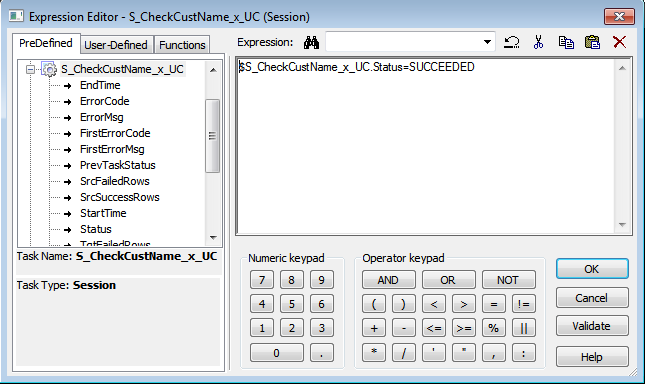 Expression Editor - S_CheckCustName_x_UC (Session)
PreDefined User-Defined Functions
Expression:
S_CheckCustName_x_UC
EndTime
ErrorCode
ErrorMsg
FirstErrorCode
FirstErrorMsg
PrevTaskStatus
SrcFailedRows
SrcSuccessRows
StartTime
Status
TgtFailedRows
$S_CheckCustName_x_UC.Status=SUCCEEDED
Task Name: S_CheckCustName_x_UC
Task Type: Session
Numeric keypad
7 8 9
4 5 6
1 2 3
0 .
Operator keypad
AND OR NOT
( ) < > = !=
+ - <= >= % ||
* / ' " , :
OK
Cancel
Validate
Help